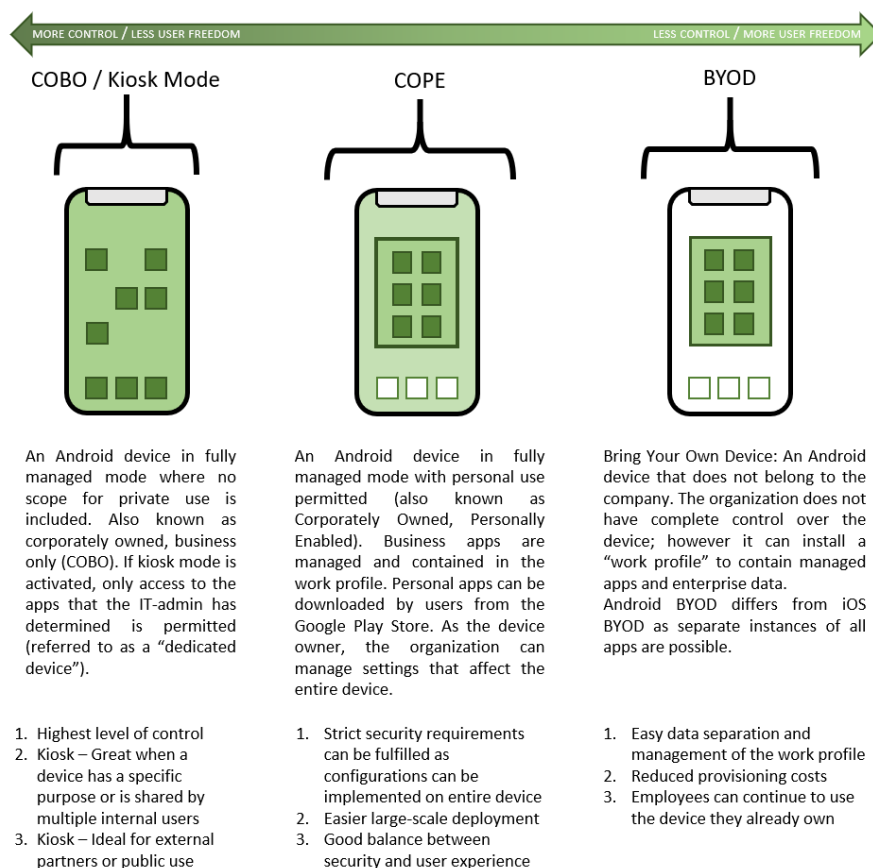 MORE CONTROL / LESS USER FREEDOM
LESS CONTROL / MORE USER FREEDOM
COBO / Kiosk Mode
COPE
BYOD
An Android device in fully
managed mode where no
scope for private use is
included. Also known as
corporately owned, business
only (COBO). If kiosk mode is
activated, only access to the
apps that the IT-admin has
determined is permitted
(referred to as a “dedicated
device”).
An Android device in fully
managed mode with personal use
permitted (also known as
Corporately Owned, Personally
Enabled). Business apps are
managed and contained in the
work profile. Personal apps can be
downloaded by users from the
Google Play Store. As the device
owner, the organization can
manage settings that affect the
entire device.
Bring Your Own Device: An Android
device that does not belong to the
company. The organization does not
have complete control over the
device; however it can install a
“work profile” to contain managed
apps and enterprise data.
Android BYOD differs from iOS
BYOD as separate instances of all
apps are possible.
1. Highest level of control
2. Kiosk – Great when a
device has a specific
purpose or is shared by
multiple internal users
3. Kiosk – Ideal for external
partners or public use
1. Strict security requirements
can be fulfilled as
configurations can be
implemented on entire device
2. Easier large-scale deployment
3. Good balance between
security and user experience
1. Easy data separation and
management of the work profile
2. Reduced provisioning costs
3. Employees can continue to use
the device they already own